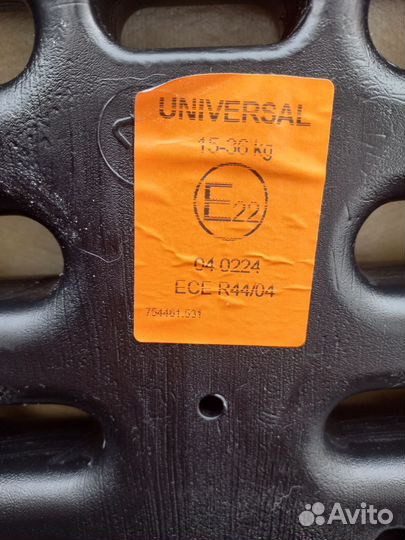 UNIVERSAL
15-36 kg
E22
04 0224
ECE R44/04
754461.531
Avito